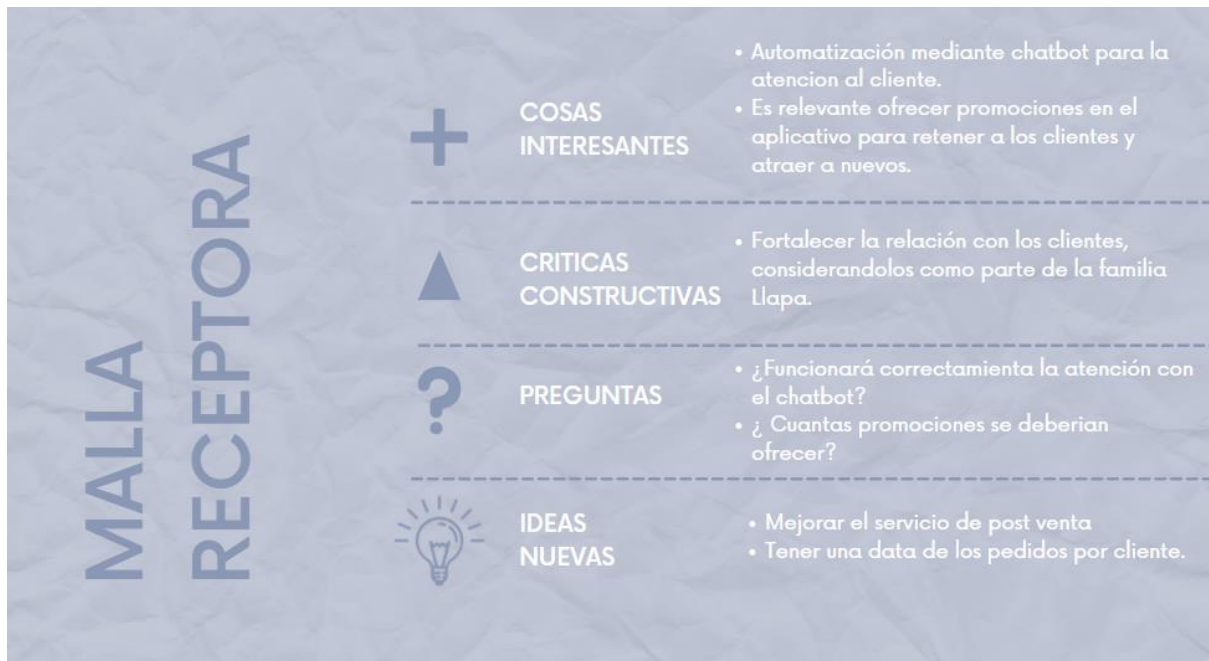 MALLA
RECEPTORA
COSAS
INTERESANTES
• Automatización mediante chatbot para la
atencion al cliente.
• Es relevante ofrecer promociones en el
aplicativo para retener a los clientes y
atraer a nuevos.
CRITICAS
CONSTRUCTIVAS
• Fortalecer la relación con los clientes,
considerandolos como parte de la familia
Llapa.
PREGUNTAS
• ¿Funcionará correctamienta la atención con
el chatbot?
• ¿ Cuantas promociones se deberian
ofrecer?
IDEAS
NUEVAS
• Mejorar el servicio de post venta
• Tener una data de los pedidos por cliente.